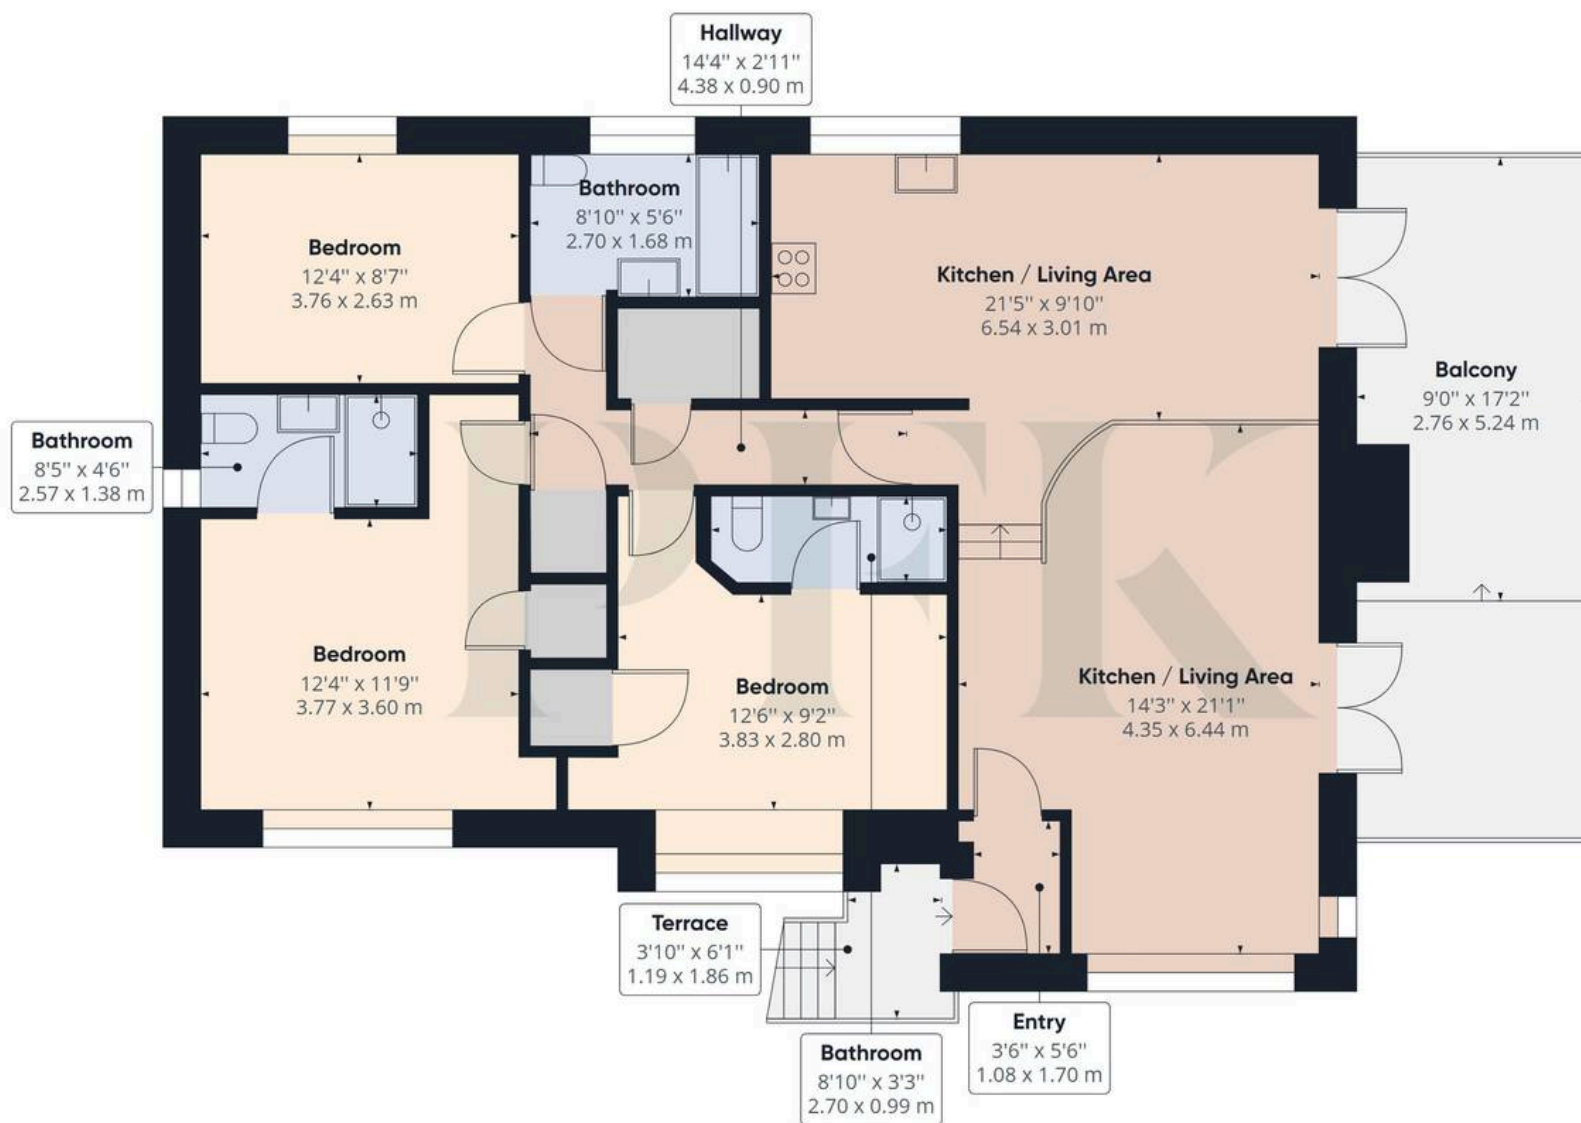 Hallway
14'4" x 2'11"
4.38 x 0.90 m
Bathroom
8'10" x 5'6"
2.70 x 1.68 m
Bedroom
12'4" x 8'7"
3.76 x 2.63 m
Kitchen / Living Area
21'5" x 9'10"
6.54 x 3.01 m
Balcony
9'0" x 17'2"
2.76 x 5.24 m
Bathroom
8'5" x 4'6"
2.57 x 1.38 m
PFK
Bedroom
12'4" x 11'9"
3.77 x 3.60 m
Bedroom
12'6" x 9'2"
3.83 x 2.80 m
Kitchen / Living Area
14'3" x 21'1"
4.35 x 6.44 m
Terrace
3'10" x 6'1"
1.19 x 1.86 m
Entry
3'6" x 5'6"
1.08 x 1.70 m
Bathroom
8'10" x 3'3"
2.70 x 0.99 m